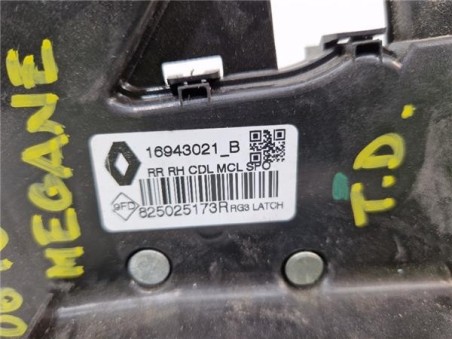 16943021_B
RR RH CDL MCL SPO
825025173R RG3 LATCH
MEGANE
T.D.